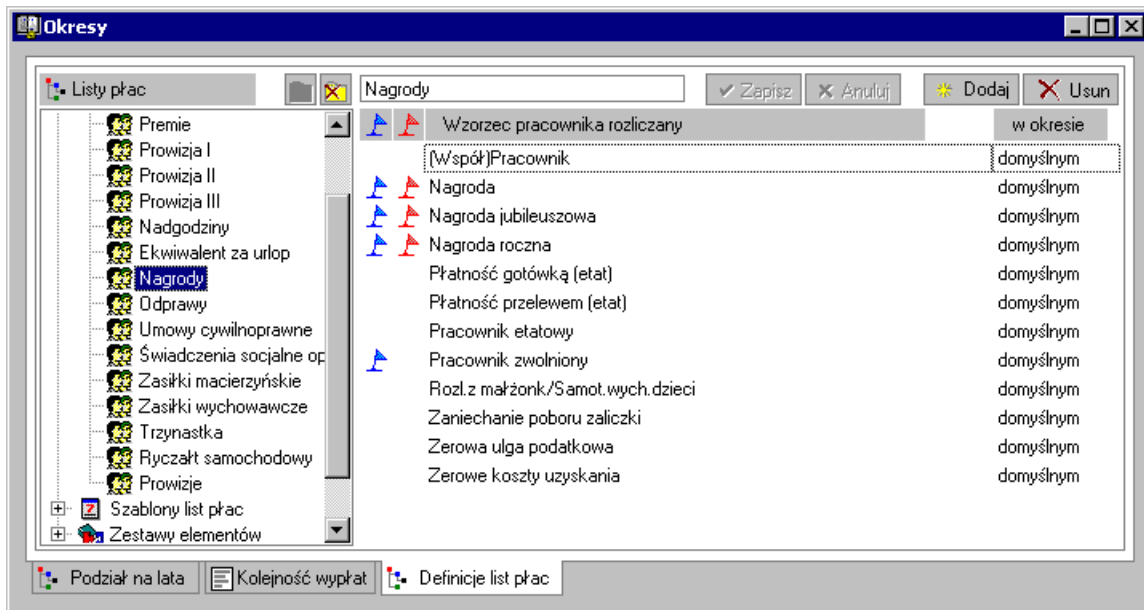 Okresy
Listy płac
Nagrody
Zapisz
Anuluj
Dodaj
Usun
Premie
Prowizja I
Prowizja II
Prowizja III
Nadgodziny
Ekwiwalent za urlop
Nagrody
Odprawy
Umowy cywilnoprawne
Świadczenia socjalne op
Zasiłki macierzyńskie
Zasiłki wychowawcze
Trzynastka
Ryczałt samochodowy
Prowizje
Szablony list płac
Zestawy elementów
Wzorzec pracownika rozliczany w okresie
(Współ)Pracownik domyślnym
Nagroda domyślnym
Nagroda jubileuszowa domyślnym
Nagroda roczna domyślnym
Płatność gotówką (etat) domyślnym
Płatność przelewem (etat) domyślnym
Pracownik etatowy domyślnym
Pracownik zwolniony domyślnym
Rozl.z małżonk/Samot.wych.dzieci domyślnym
Zaniechanie poboru zaliczki domyślnym
Zerowa ulga podatkowa domyślnym
Zerowe koszty uzyskania domyślnym
Podział na lata
Kolejność wypłat
Definicje list płac